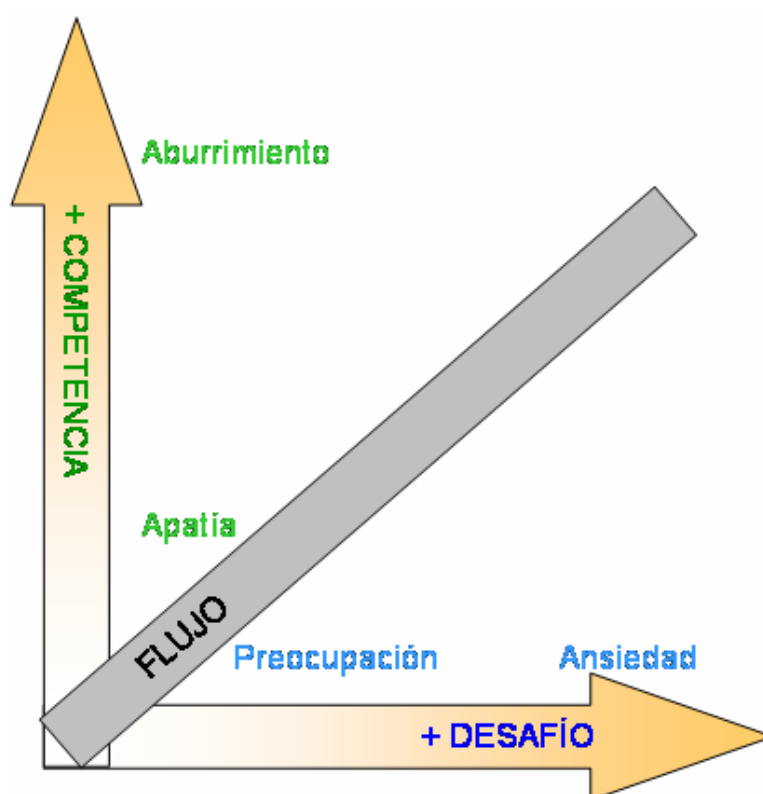 Aburrimiento
+ COMPETENCIA
Apatía
FLUJO
Preocupación
Ansiedad
+ DESAFÍO